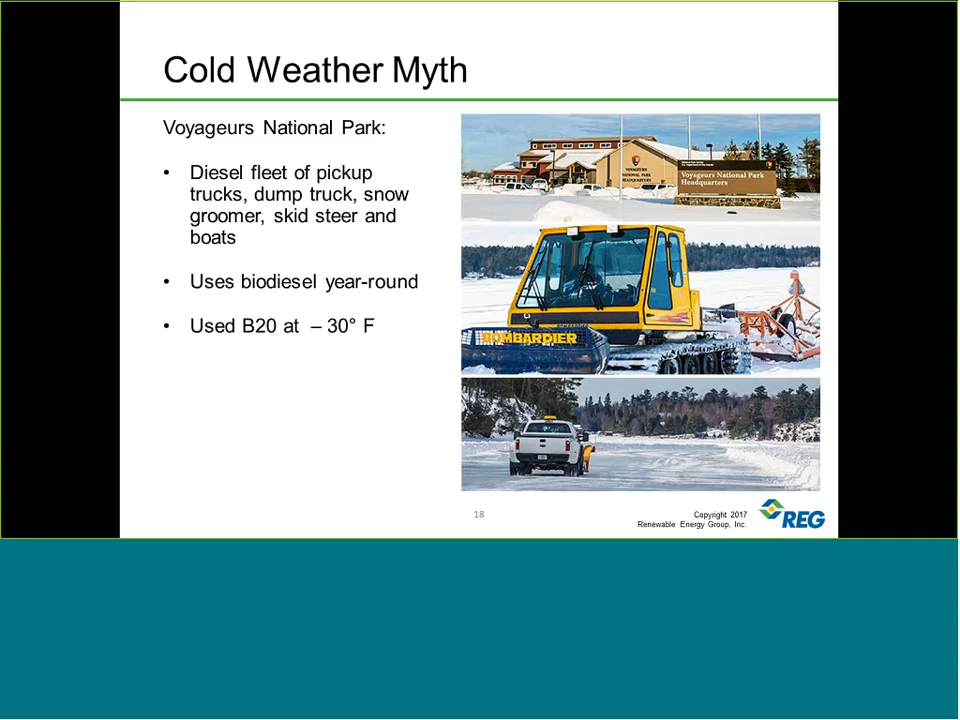 Cold Weather Myth
Voyageurs National Park:
• Diesel fleet of pickup
trucks, dump truck, snow
groomer, skid steer and
boats
• Uses biodiesel year-round
• Used B20 at – 30° F
VOYAGEURS
NATIONAL PARK
HEADQUARTERS
Voyageurs National Park
Headquarters
BOMBARDIER
BOMBARDIER
18
Copyright 2017
Renewable Energy Group, Inc.
REG